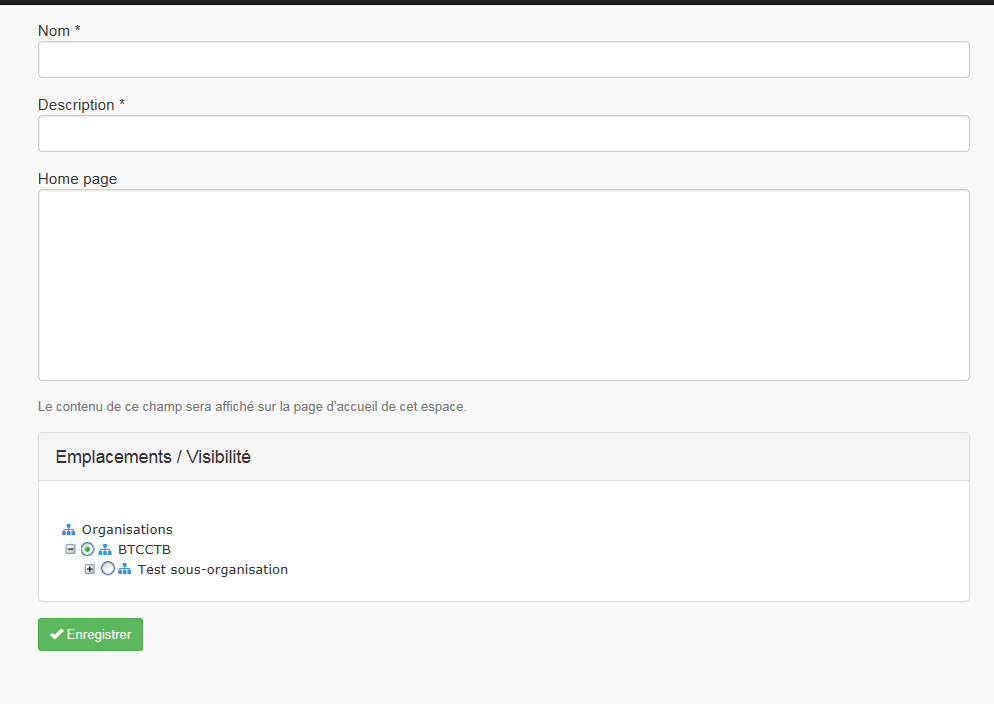 Nom *
Description *
Home page
Le contenu de ce champ sera affiché sur la page d'accueil de cet espace.
Emplacements / Visibilité
Organisations
BTCCTB
Test sous-organisation
Enregistrer